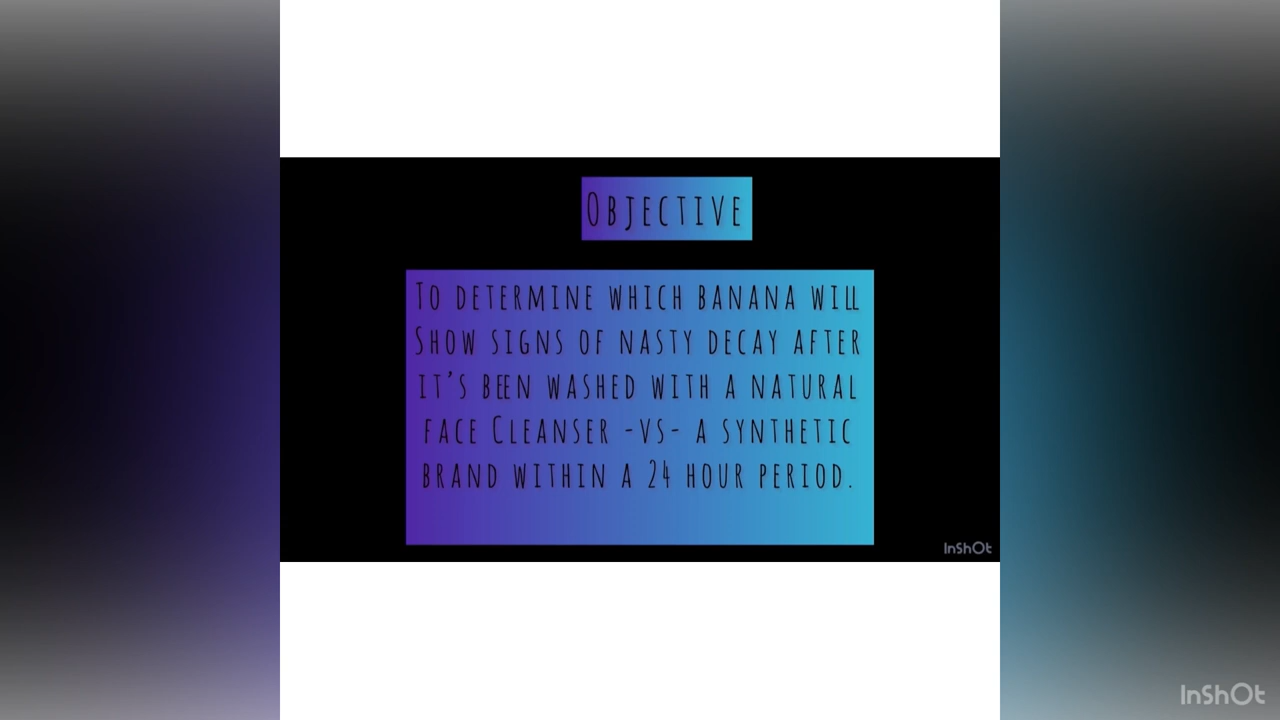 Objective
To determine which banana will
Show signs of nasty decay after
it's been washed with a natural
face Cleanser -vs- a synthetic
brand within a 24 hour period.
InShOt
InShOt